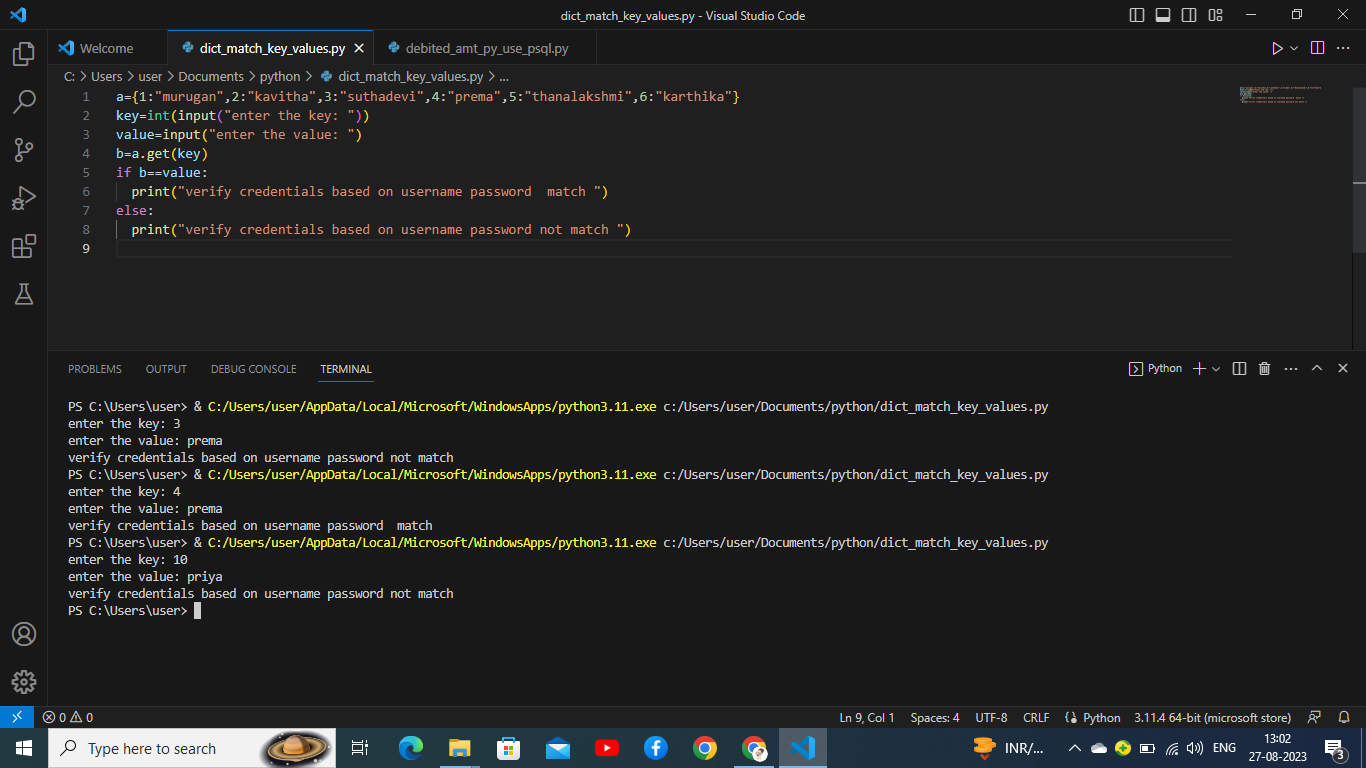 dict_match_key_values.py - Visual Studio Code
Welcome
dict_match_key_values.py
debited_amt_py_use_psql.py
C: > Users > user > Documents > python > dict_match_key_values.py > ...
1 a={1:"murugan",2:"kavitha",3:"suthadevi",4:"prema",5:"thanalakshmi",6:"karthika"}
2 key=int(input("enter the key: "))
3 value=input("enter the value: ")
4 b=a.get(key)
5 if b==value:
6   print("verify credentials based on username password  match ")
7 else:
8   print("verify credentials based on username password not match ")
9
PROBLEMS OUTPUT DEBUG CONSOLE TERMINAL
Python
PS C:\Users\user> & C:/Users/user/AppData/Local/Microsoft/WindowsApps/python3.11.exe c:/Users/user/Documents/python/dict_match_key_values.py
enter the key: 3
enter the value: prema
verify credentials based on username password not match
PS C:\Users\user> & C:/Users/user/AppData/Local/Microsoft/WindowsApps/python3.11.exe c:/Users/user/Documents/python/dict_match_key_values.py
enter the key: 4
enter the value: prema
verify credentials based on username password  match
PS C:\Users\user> & C:/Users/user/AppData/Local/Microsoft/WindowsApps/python3.11.exe c:/Users/user/Documents/python/dict_match_key_values.py
enter the key: 10
enter the value: priya
verify credentials based on username password not match
PS C:\Users\user>
0 0
Ln 9, Col 1 Spaces: 4 UTF-8 CRLF Python 3.11.4 64-bit (microsoft store)
Type here to search
INR/...
ENG
13:02
27-08-2023
3